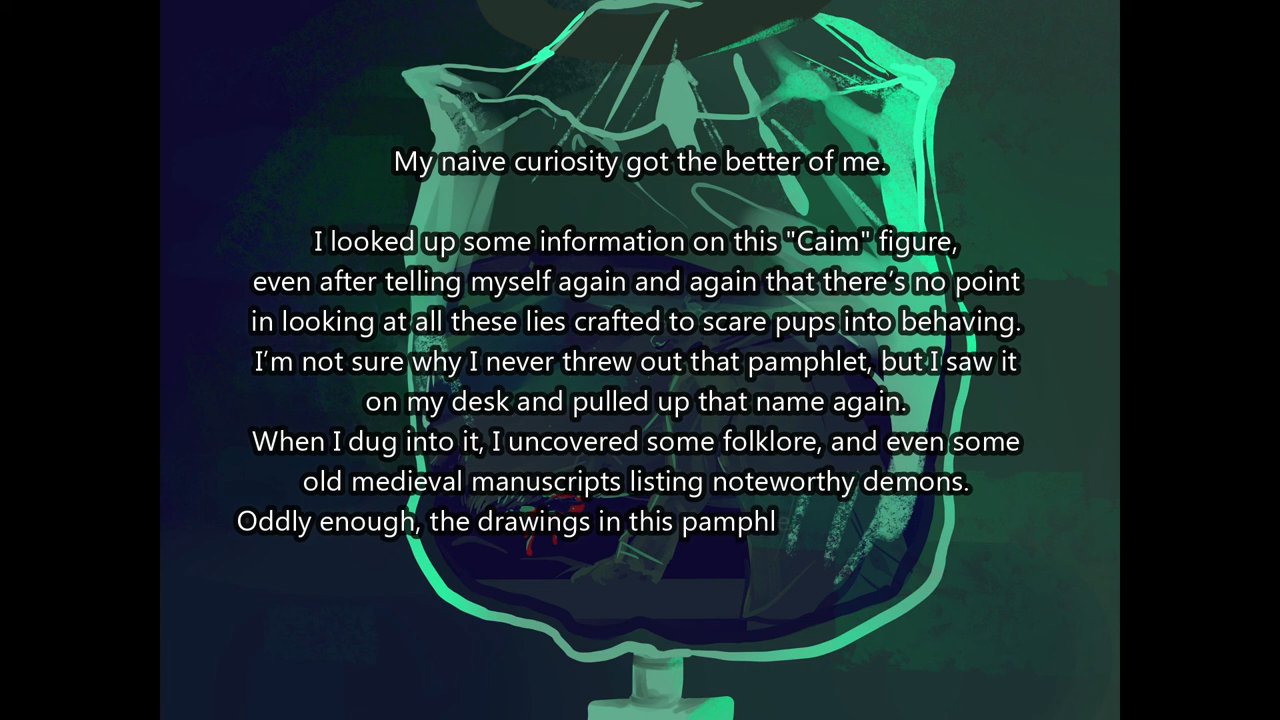 My naive curiosity got the better of me.
I looked up some information on this "Caim" figure,
even after telling myself again and again that there’s no point
in looking at all these lies crafted to scare pups into behaving.
I’m not sure why I never threw out that pamphlet, but I saw it
on my desk and pulled up that name again.
When I dug into it, I uncovered some folklore, and even some
old medieval manuscripts listing noteworthy demons.
Oddly enough, the drawings in this pamphl